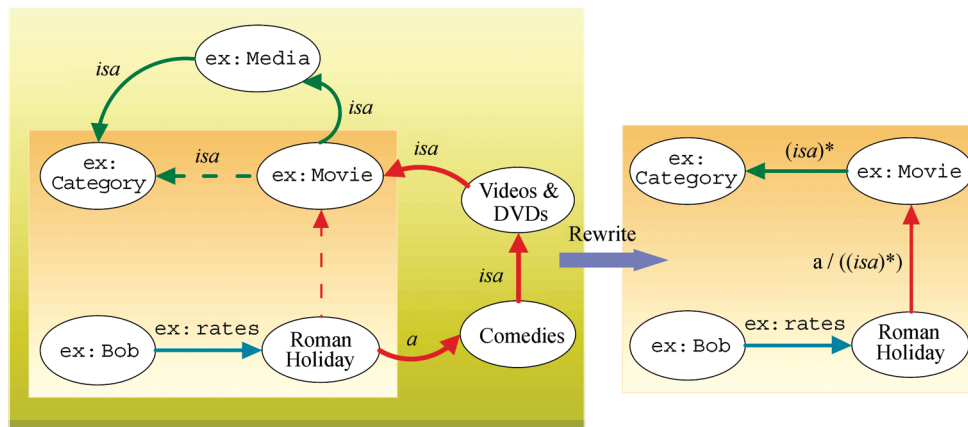 ex:Media
isa
isa
ex:
Category
isa
ex:Movie
isa
Videos &
DVDs
isa
Comedies
ex:Bob
ex:rates
Roman
Holiday
a
Rewrite
ex:
Category
(isa)*
ex:Movie
a / ((isa)*)
ex:Bob
ex:rates
Roman
Holiday